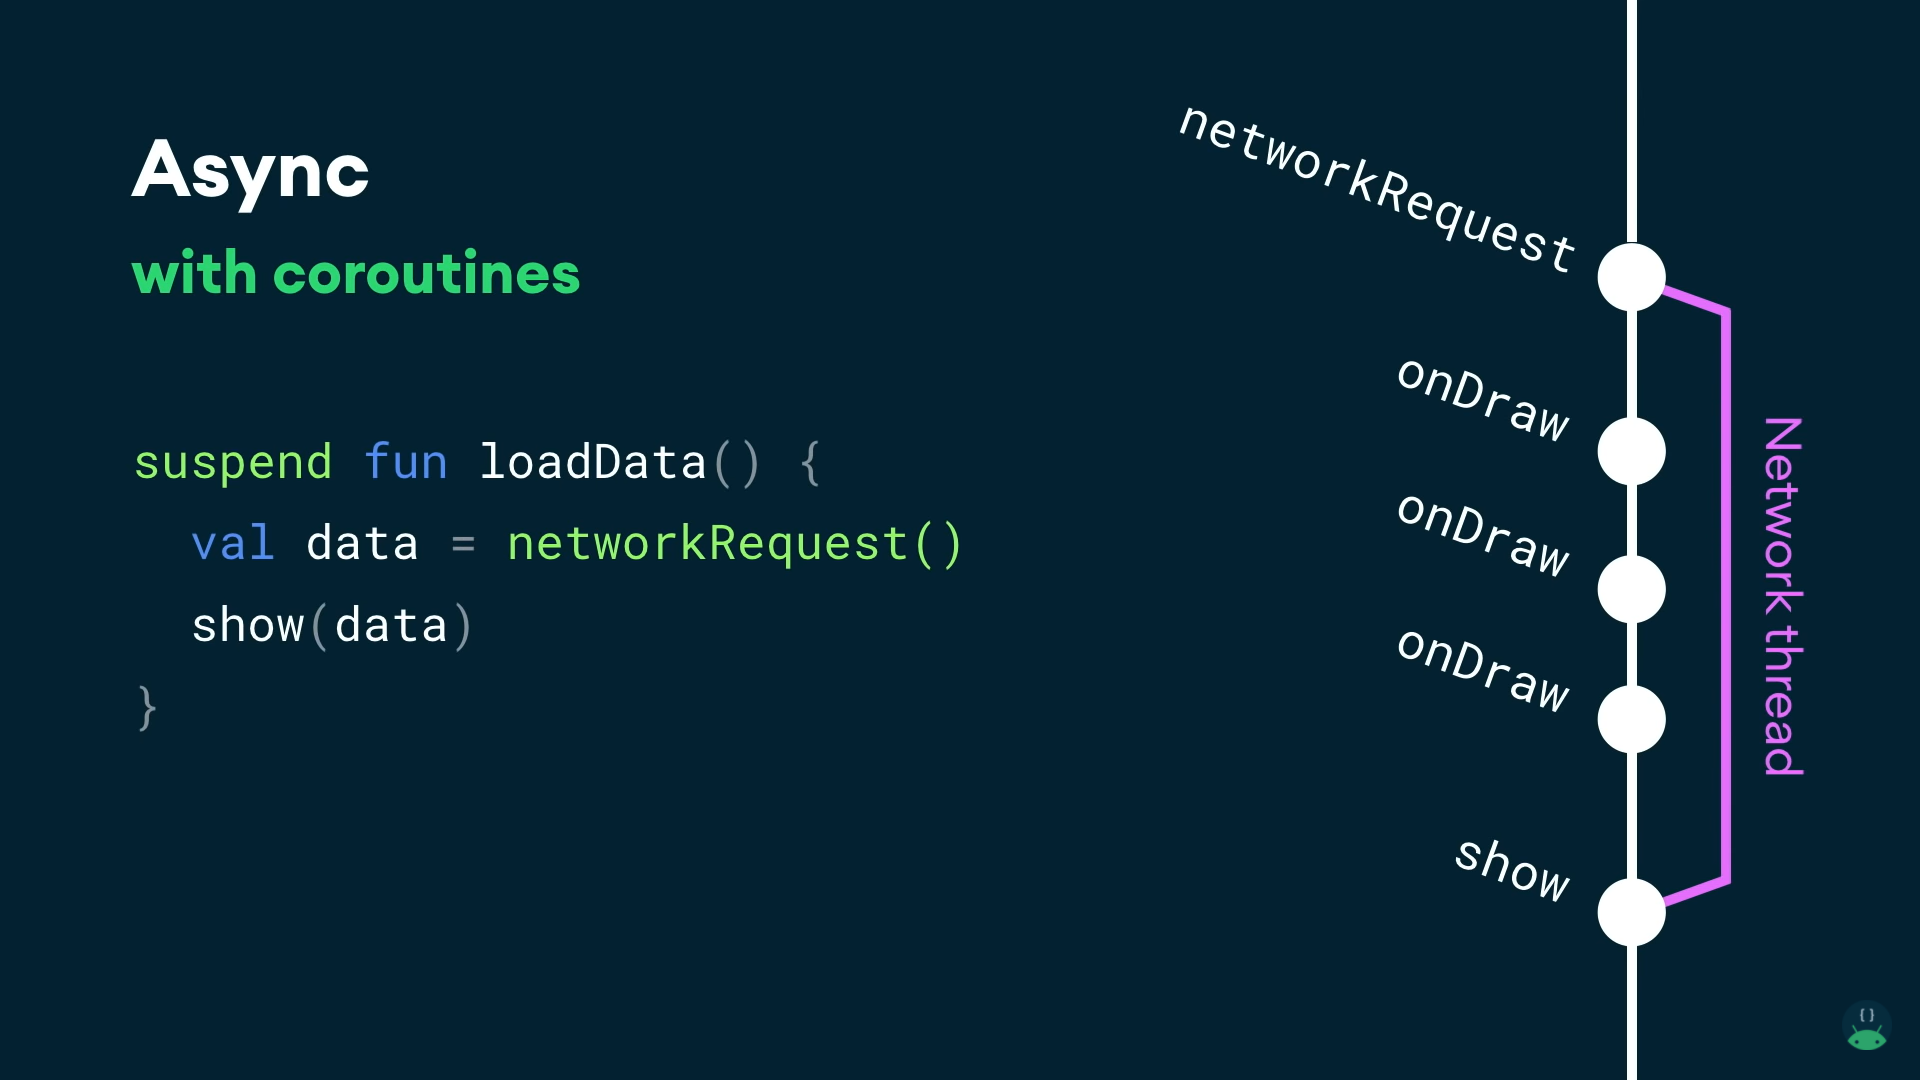 Async
with coroutines
suspend fun loadData() {
  val data = networkRequest()
  show(data)
}
networkRequest
onDraw
onDraw
onDraw
show
Network thread
{ }